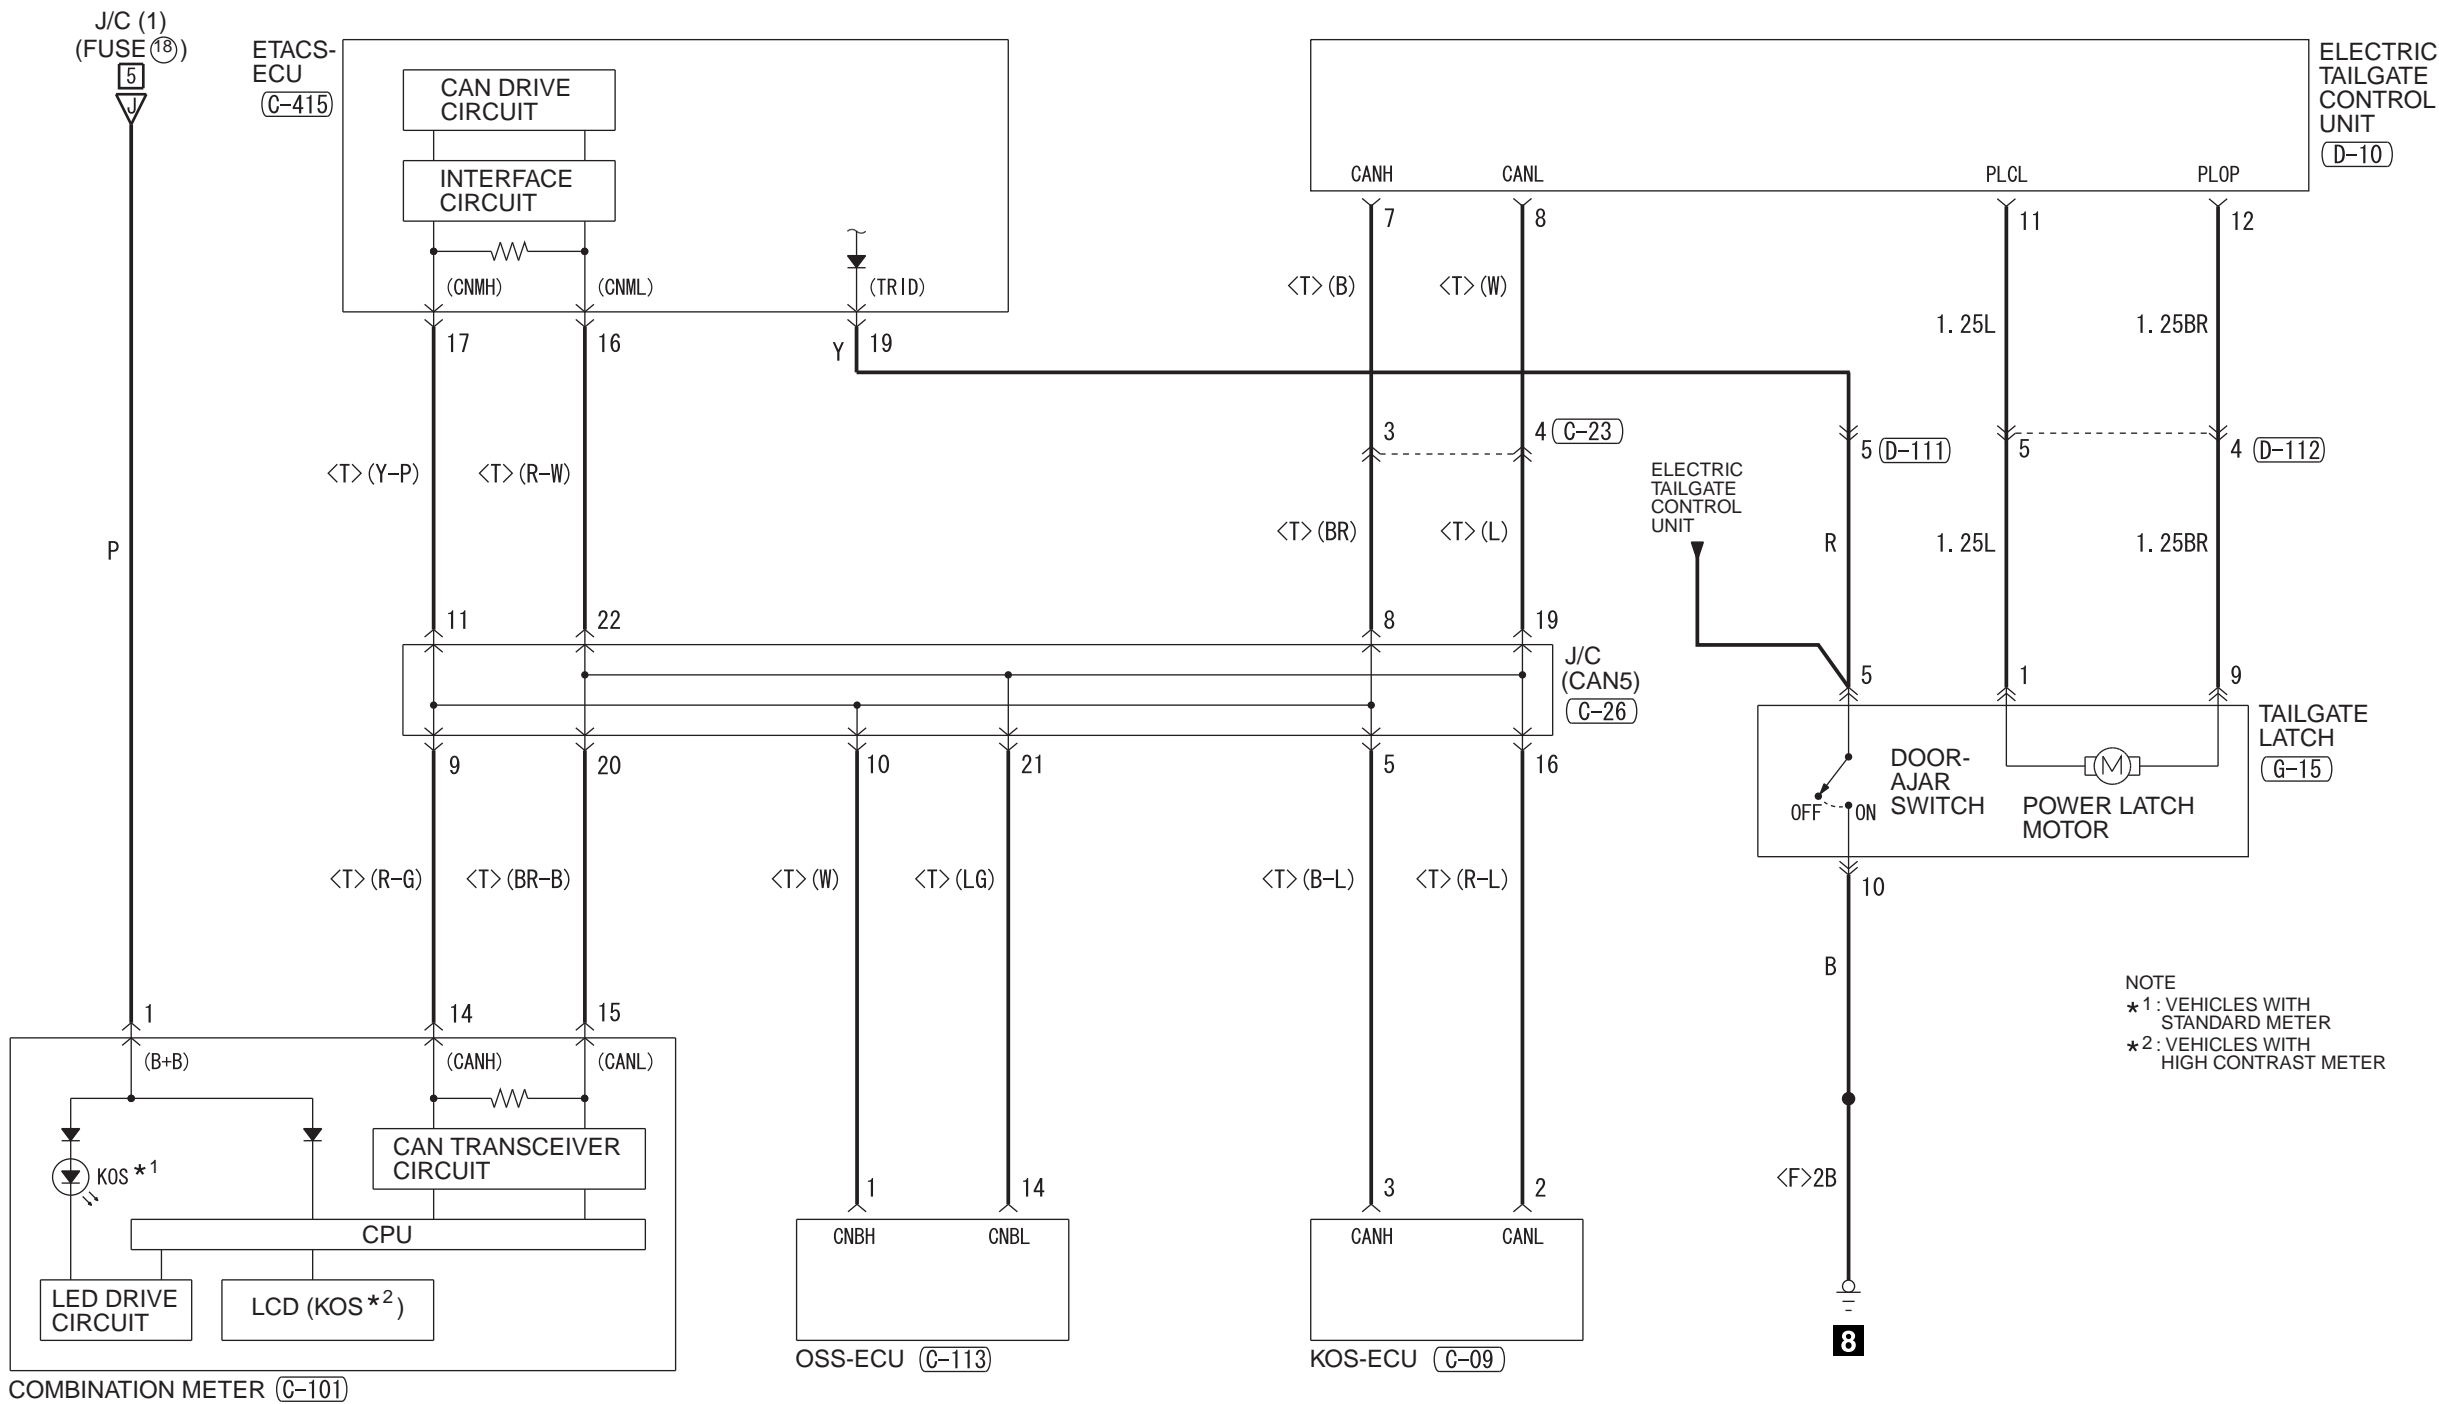 J/C (1)
(FUSE 18)
5
J
ETACS-
ECU
C-415
CAN DRIVE
CIRCUIT
INTERFACE
CIRCUIT
(CNMH)
(CNML)
(TRID)
17
16
Y
19
ELECTRIC
TAILGATE
CONTROL
UNIT
D-10
CANH
CANL
PLCL
PLOP
7
8
11
12
<T>(B)
<T>(W)
1.25L
1.25BR
3
4
C-23
5
D-111
5
4
D-112
<T>(Y-P)
<T>(R-W)
ELECTRIC
TAILGATE
CONTROL
UNIT
P
<T>(BR)
<T>(L)
R
1.25L
1.25BR
11
22
8
19
J/C
(CAN5)
C-26
5
1
9
9
20
10
21
5
16
TAILGATE
LATCH
G-15
DOOR-
AJAR
SWITCH
OFF
ON
POWER LATCH
MOTOR
M
10
<T>(R-G)
<T>(BR-B)
<T>(W)
<T>(LG)
<T>(B-L)
<T>(R-L)
B
NOTE
*1 : VEHICLES WITH
STANDARD METER
*2 : VEHICLES WITH
HIGH CONTRAST METER
1
14
15
(B+B)
(CANH)
(CANL)
KOS *1
CAN TRANSCEIVER
CIRCUIT
CPU
LED DRIVE
CIRCUIT
LCD (KOS *2)
COMBINATION METER C-101
1
14
CNBH
CNBL
OSS-ECU C-113
3
2
CANH
CANL
KOS-ECU C-09
<F>2B
8